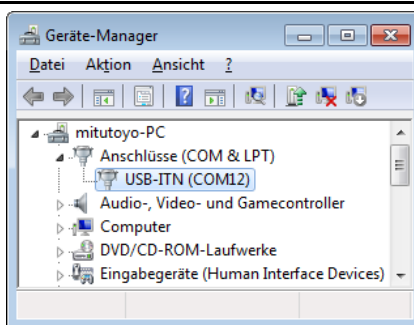 Geräte-Manager
Datei Aktion Ansicht ?
mitutoyo-PC
Anschlüsse (COM & LPT)
USB-ITN (COM12)
Audio-, Video- und Gamecontroller
Computer
DVD/CD-ROM-Laufwerke
Eingabegeräte (Human Interface Devices)